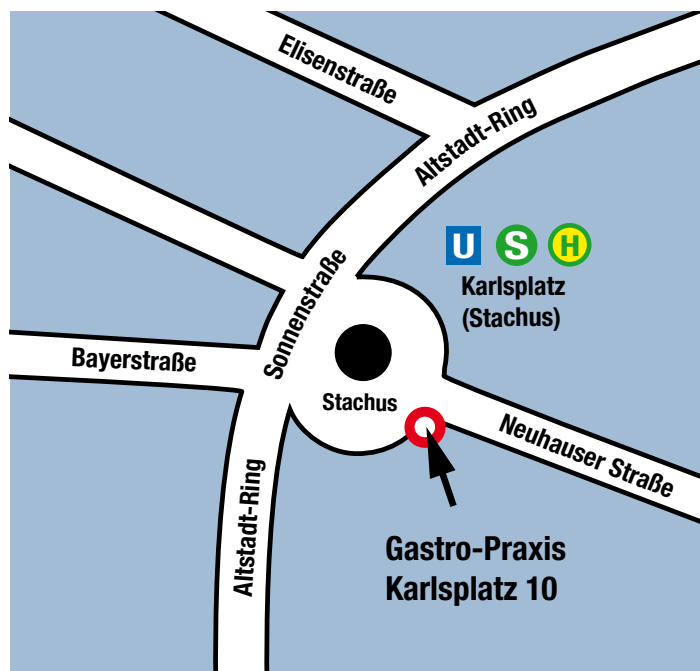 Elisenstraße
Altstadt-Ring
U S H
Karlsplatz
(Stachus)
Sonnenstraße
Bayerstraße
Stachus
Neuhauser Straße
Altstadt-Ring
Gastro-Praxis
Karlsplatz 10